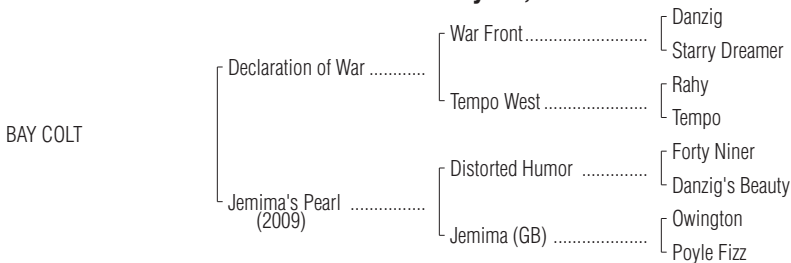 Danzig
War Front..............................
Starry Dreamer
Declaration of War ............
Rahy
Tempo West.........................
Tempo
BAY COLT
Forty Niner
Distorted Humor ..............
Danzig's Beauty
Jemima's Pearl ................
(2009)
Owington
Jemima (GB) ......................
Poyle Fizz